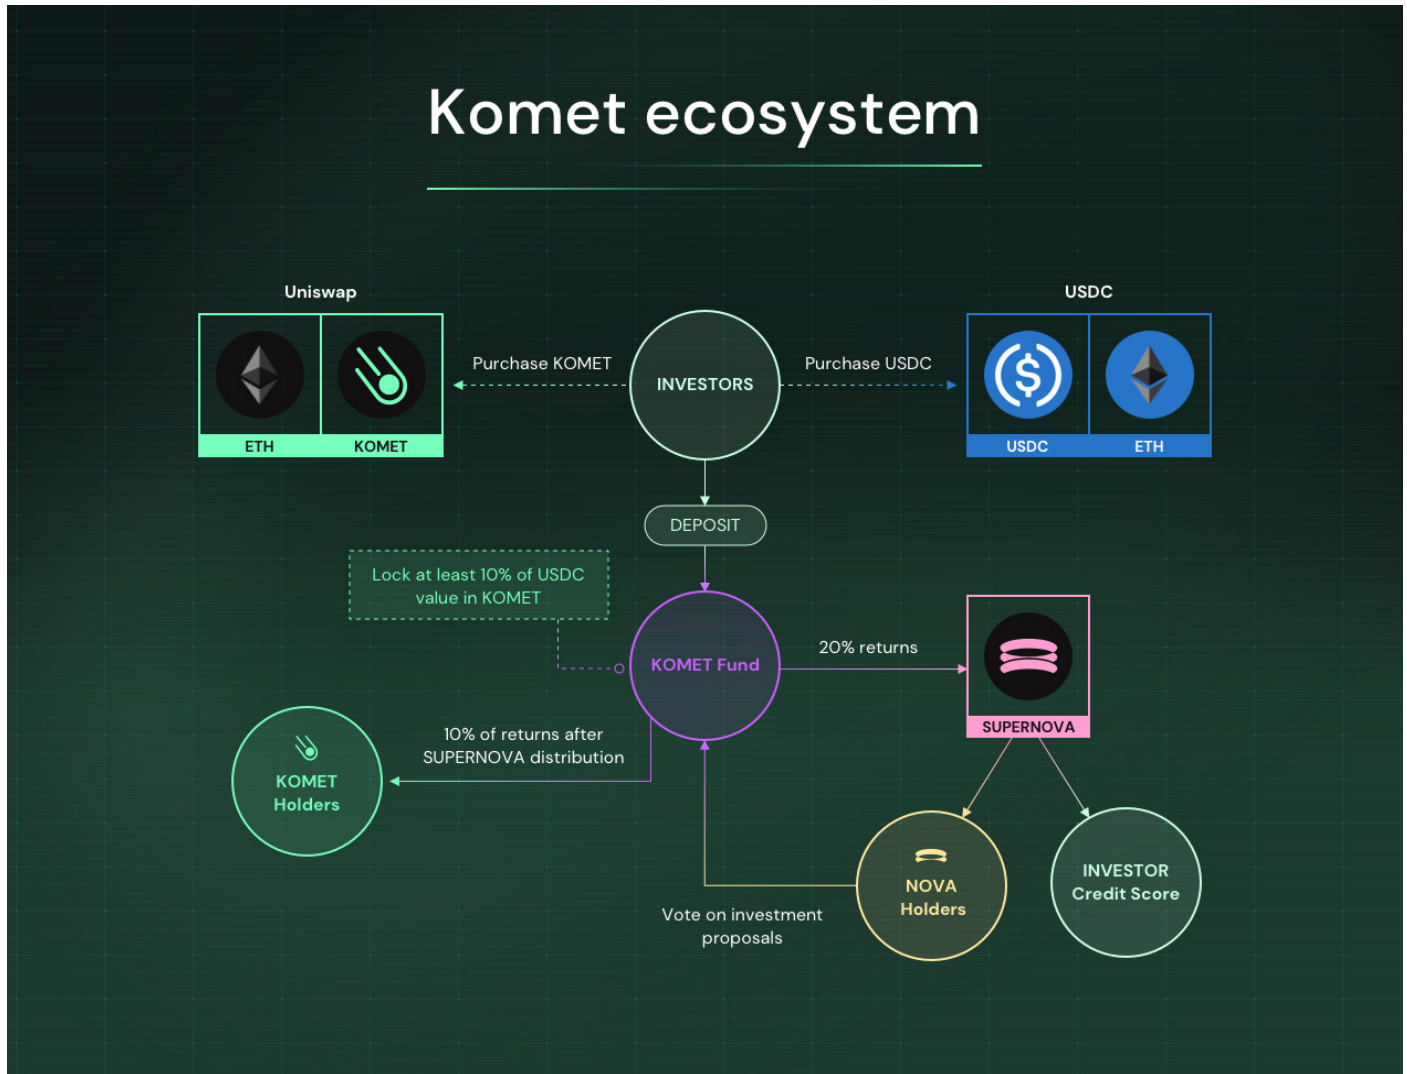 Komet ecosystem
Uniswap
USDC
Purchase KOMET
INVESTORS
Purchase USDC
ETH
KOMET
USDC
ETH
DEPOSIT
Lock at least 10% of USDC
value in KOMET
KOMET Fund
20% returns
SUPERNOVA
10% of returns after
SUPERNOVA distribution
KOMET
Holders
NOVA
Holders
INVESTOR
Credit Score
Vote on investment
proposals